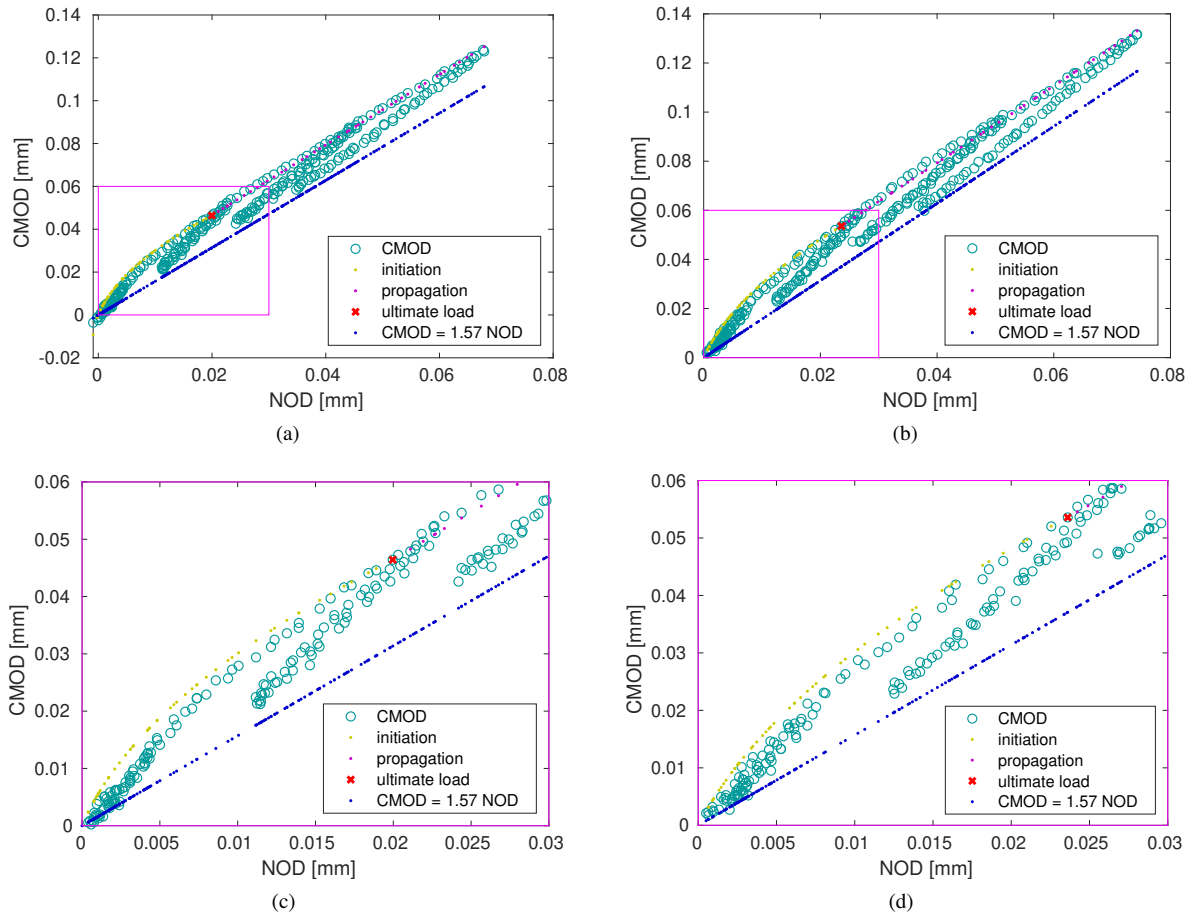 0.14
0.12
0.1
0.08
0.06
0.04
0.02
0
-0.02
CMOD [mm]
0 0.02 0.04 0.06 0.08
NOD [mm]
CMOD
initiation
propagation
ultimate load
CMOD = 1.57 NOD
(a)
0.14
0.12
0.1
0.08
0.06
0.04
0.02
0
CMOD [mm]
0 0.02 0.04 0.06 0.08
NOD [mm]
CMOD
initiation
propagation
ultimate load
CMOD = 1.57 NOD
(b)
0.06
0.05
0.04
0.03
0.02
0.01
0
CMOD [mm]
0 0.005 0.01 0.015 0.02 0.025 0.03
NOD [mm]
CMOD
initiation
propagation
ultimate load
CMOD = 1.57 NOD
(c)
0.06
0.05
0.04
0.03
0.02
0.01
0
CMOD [mm]
0 0.005 0.01 0.015 0.02 0.025 0.03
NOD [mm]
CMOD
initiation
propagation
ultimate load
CMOD = 1.57 NOD
(d)